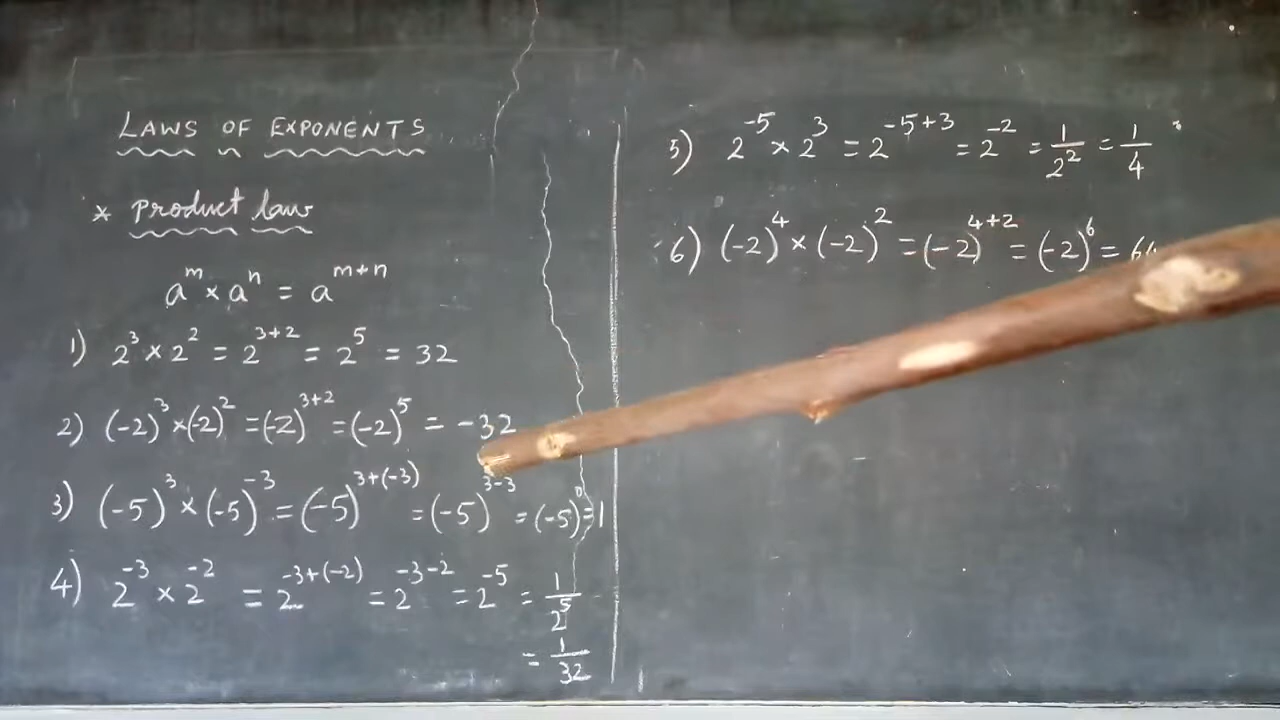 LAWS OF EXPONENTS
* Product law
a^m × a^n = a^(m+n)
1) 2^3 × 2^2 = 2^(3+2) = 2^5 = 32
2) (-2)^3 × (-2)^2 = (-2)^(3+2) = (-2)^5 = -32
3) (-5)^3 × (-5)^-3 = (-5)^(3+(-3)) = (-5)^(3-3) = (-5)^0 = 1
4) 2^-3 × 2^-2 = 2^(-3+(-2)) = 2^(-3-2) = 2^-5 = 1/2^5
= 1/32
5) 2^-5 × 2^3 = 2^(-5+3) = 2^-2 = 1/2^2 = 1/4
6) (-2)^4 × (-2)^2 = (-2)^(4+2) = (-2)^6 =